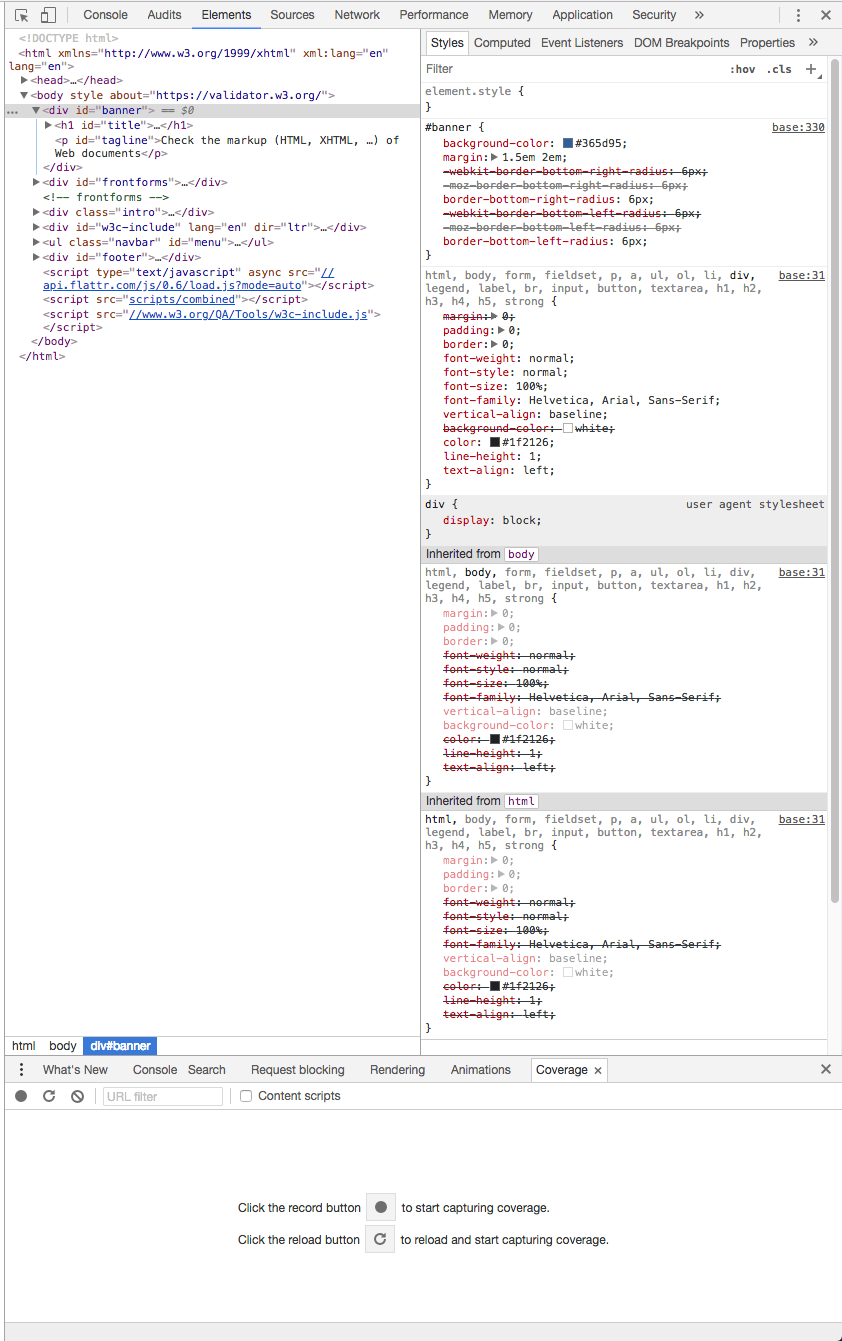 Console Audits Elements Sources Network Performance Memory Application Security »
<!DOCTYPE html>
<html xmlns="http://www.w3.org/1999/xhtml" xml:lang="en"
lang="en">
<head>…</head>
<body style about="https://validator.w3.org/">
… <div id="banner"> == $0
<h1 id="title">…</h1>
<p id="tagline">Check the markup (HTML, XHTML, …) of
Web documents</p>
</div>
<div id="frontforms">…</div>
<!-- frontforms -->
<div class="intro">…</div>
<div id="w3c-include" lang="en" dir="ltr">…</div>
<ul class="navbar" id="menu">…</ul>
<div id="footer">…</div>
<script type="text/javascript" async src="//
api.flattr.com/js/0.6/load.js?mode=auto"></script>
<script src="scripts/combined"></script>
<script src="//www.w3.org/QA/Tools/w3c-include.js">
</script>
</body>
</html>
html body div#banner
Styles Computed Event Listeners DOM Breakpoints Properties »
Filter :hov .cls +
element.style {
}
#banner { base:330
background-color: #365d95;
margin: 1.5em 2em;
-webkit-border-bottom-right-radius: 6px;
-moz-border-bottom-right-radius: 6px;
border-bottom-right-radius: 6px;
-webkit-border-bottom-left-radius: 6px;
-moz-border-bottom-left-radius: 6px;
border-bottom-left-radius: 6px;
}
html, body, form, fieldset, p, a, ul, ol, li, div, base:31
legend, label, br, input, button, textarea, h1, h2,
h3, h4, h5, strong {
margin: 0;
padding: 0;
border: 0;
font-weight: normal;
font-style: normal;
font-size: 100%;
font-family: Helvetica, Arial, Sans-Serif;
vertical-align: baseline;
background-color: white;
color: #1f2126;
line-height: 1;
text-align: left;
}
div { user agent stylesheet
display: block;
}
Inherited from body
html, body, form, fieldset, p, a, ul, ol, li, div, base:31
legend, label, br, input, button, textarea, h1, h2,
h3, h4, h5, strong {
margin: 0;
padding: 0;
border: 0;
font-weight: normal;
font-style: normal;
font-size: 100%;
font-family: Helvetica, Arial, Sans-Serif;
vertical-align: baseline;
background-color: white;
color: #1f2126;
line-height: 1;
text-align: left;
}
Inherited from html
html, body, form, fieldset, p, a, ul, ol, li, div, base:31
legend, label, br, input, button, textarea, h1, h2,
h3, h4, h5, strong {
margin: 0;
padding: 0;
border: 0;
font-weight: normal;
font-style: normal;
font-size: 100%;
font-family: Helvetica, Arial, Sans-Serif;
vertical-align: baseline;
background-color: white;
color: #1f2126;
line-height: 1;
text-align: left;
}
What's New Console Search Request blocking Rendering Animations Coverage ×
URL filter Content scripts
Click the record button to start capturing coverage.
Click the reload button to reload and start capturing coverage.